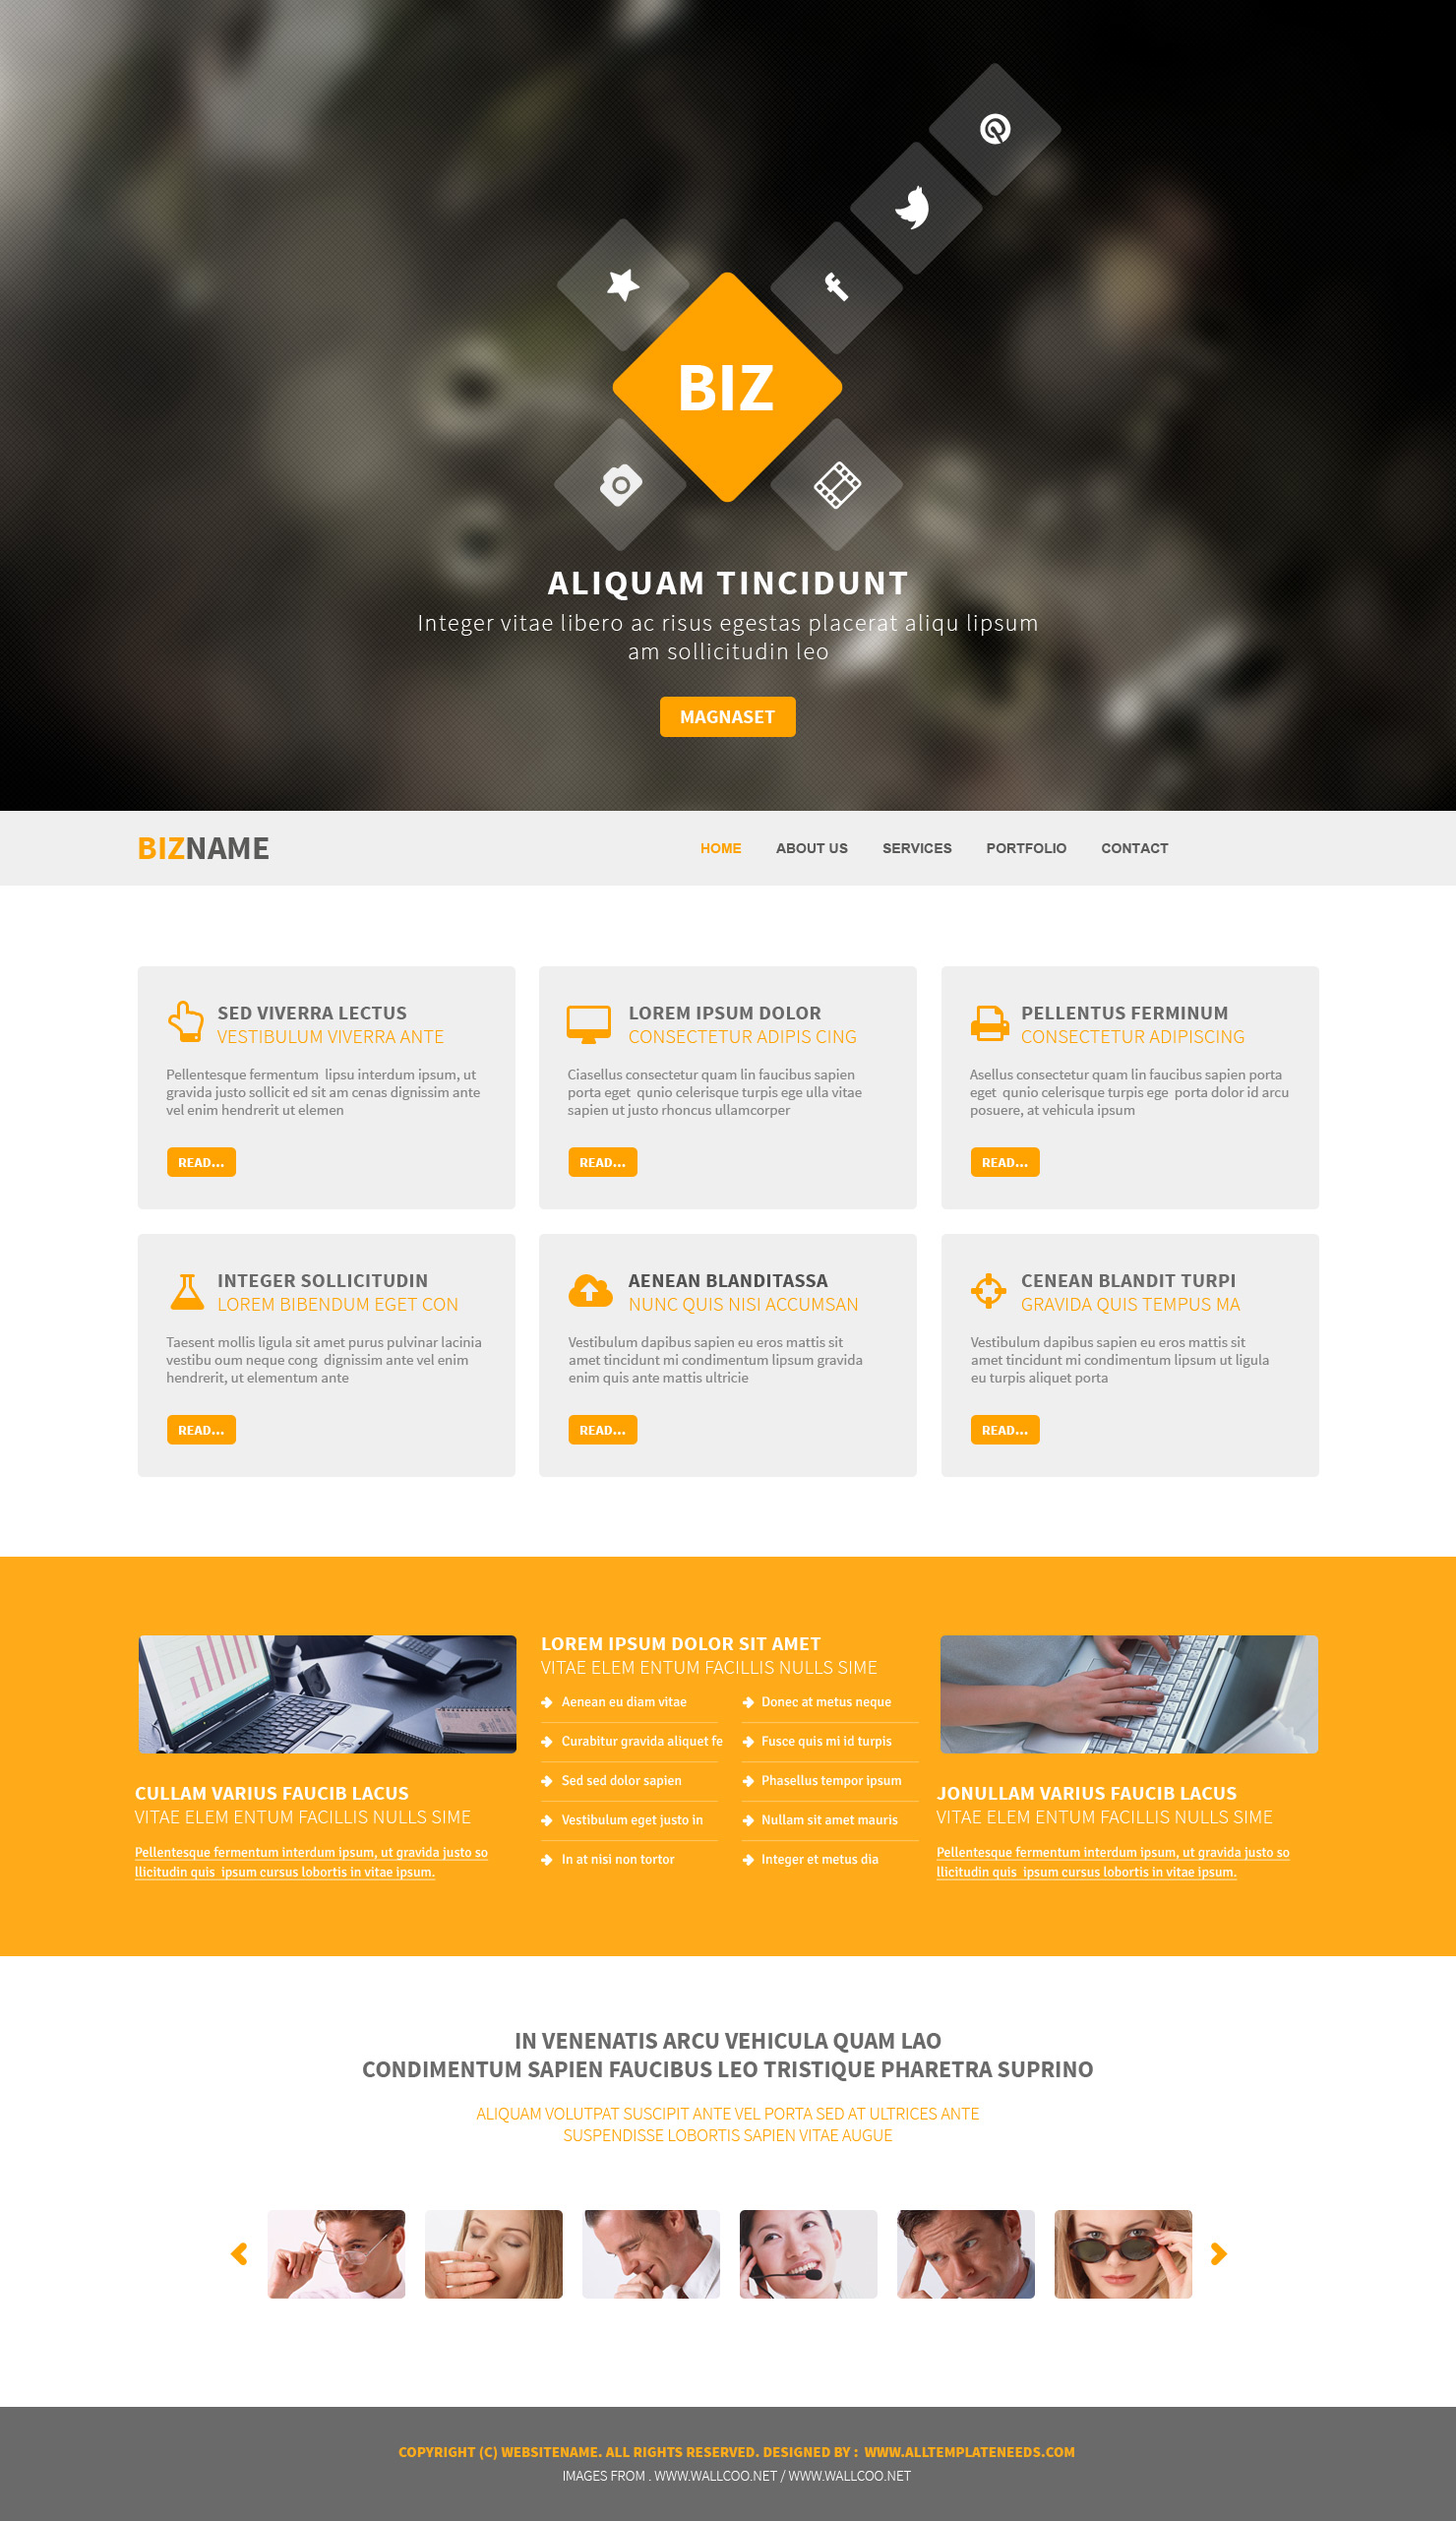 BIZ
ALIQUAM TINCIDUNT
Integer vitae libero ac risus egestas placerat aliqu lipsum
am sollicitudin leo
MAGNASET
BIZNAME
HOME ABOUT US SERVICES PORTFOLIO CONTACT
SED VIVERRA LECTUS
VESTIBULUM VIVERRA ANTE
Pellentesque fermentum lipsu interdum ipsum, ut
gravida justo sollicit ed sit am cenas dignissim ante
vel enim hendrerit ut elemen
READ...
LOREM IPSUM DOLOR
CONSECTETUR ADIPIS CING
Ciasellus consectetur quam lin faucibus sapien
porta eget qunio celerisque turpis ege ulla vitae
sapien ut justo rhoncus ullamcorper
READ...
PELLENTUS FERMINUM
CONSECTETUR ADIPISCING
Asellus consectetur quam lin faucibus sapien porta
eget qunio celerisque turpis ege porta dolor id arcu
posuere, at vehicula ipsum
READ...
INTEGER SOLLICITUDIN
LOREM BIBENDUM EGET CON
Taesent mollis ligula sit amet purus pulvinar lacinia
vestibu oum neque cong dignissim ante vel enim
hendrerit, ut elementum ante
READ...
AENEAN BLANDITASSA
NUNC QUIS NISI ACCUMSAN
Vestibulum dapibus sapien eu eros mattis sit
amet tincidunt mi condimentum lipsum gravida
enim quis ante mattis ultricie
READ...
CENEAN BLANDIT TURPI
GRAVIDA QUIS TEMPUS MA
Vestibulum dapibus sapien eu eros mattis sit
amet tincidunt mi condimentum lipsum ut ligula
eu turpis aliquet porta
READ...
CULLAM VARIUS FAUCIB LACUS
VITAE ELEM ENTUM FACILLIS NULLS SIME
Pellentesque fermentum interdum ipsum, ut gravida justo so
llicitudin quis ipsum cursus lobortis in vitae ipsum.
LOREM IPSUM DOLOR SIT AMET
VITAE ELEM ENTUM FACILLIS NULLS SIME
Aenean eu diam vitae
Curabitur gravida aliquet fe
Sed sed dolor sapien
Vestibulum eget justo in
In at nisi non tortor
Donec at metus neque
Fusce quis mi id turpis
Phasellus tempor ipsum
Nullam sit amet mauris
Integer et metus dia
JONULLAM VARIUS FAUCIB LACUS
VITAE ELEM ENTUM FACILLIS NULLS SIME
Pellentesque fermentum interdum ipsum, ut gravida justo so
llicitudin quis ipsum cursus lobortis in vitae ipsum.
IN VENENATIS ARCU VEHICULA QUAM LAO
CONDIMENTUM SAPIEN FAUCIBUS LEO TRISTIQUE PHARETRA SUPRINO
ALIQUAM VOLUTPAT SUSCIPIT ANTE VEL PORTA SED AT ULTRICES ANTE
SUSPENDISSE LOBORTIS SAPIEN VITAE AUGUE
COPYRIGHT (C) WEBSITENAME. ALL RIGHTS RESERVED. DESIGNED BY : WWW.ALLTEMPLATENEEDS.COM
IMAGES FROM . WWW.WALLCOO.NET / WWW.WALLCOO.NET